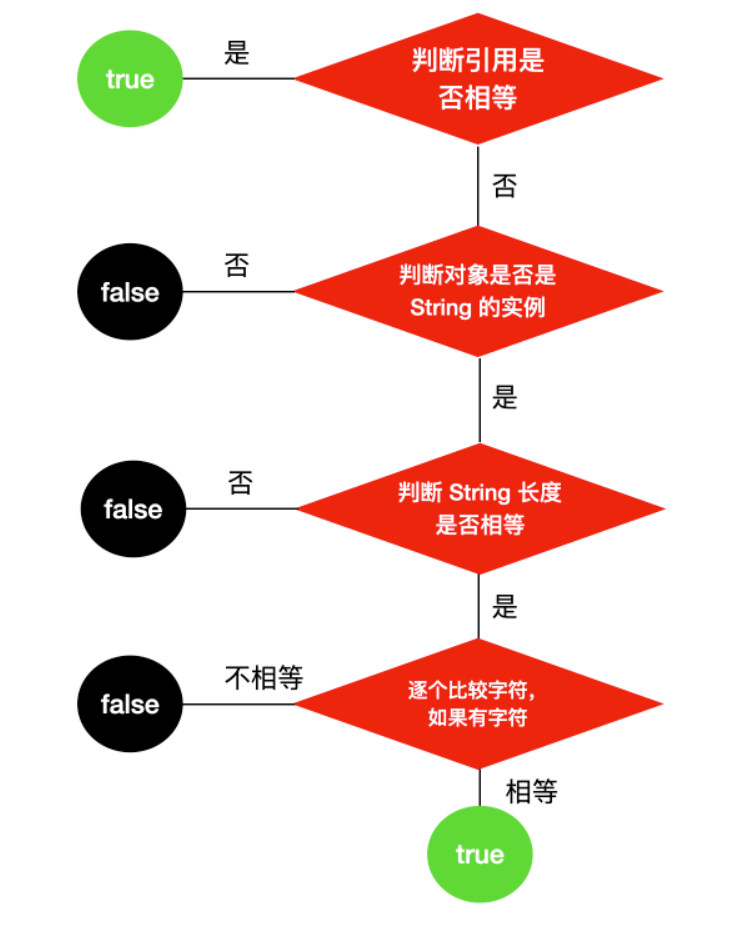 是
true
判断引用是
否相等
否
否
false
判断对象是否是
String 的实例
是
否
false
判断 String 长度
是否相等
是
不相等
false
逐个比较字符，
如果有字符
相等
true